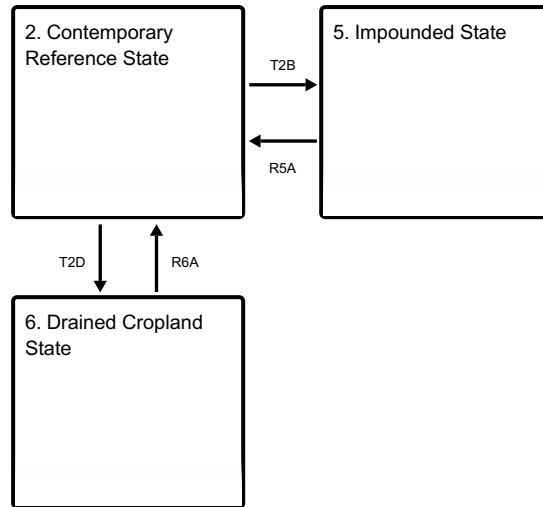 2. Contemporary
Reference State
5. Impounded State
T2B
R5A
T2D
R6A
6. Drained Cropland
State